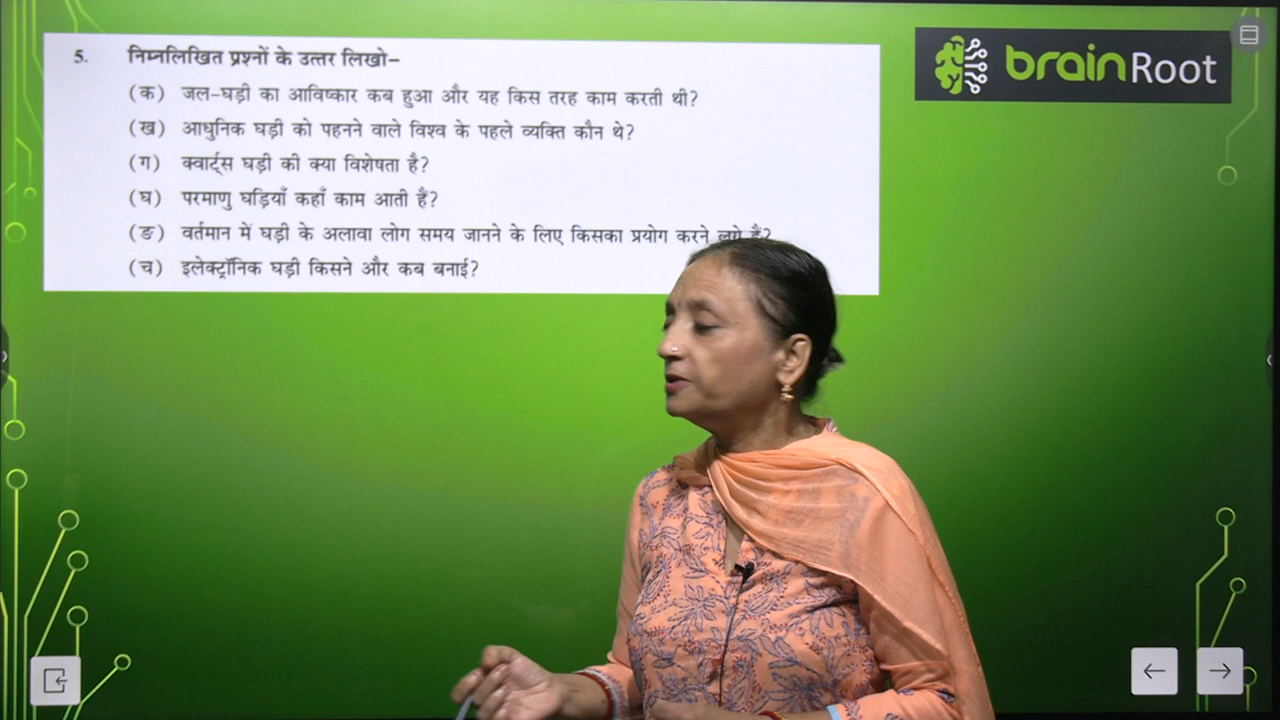 5. निम्नलिखित प्रश्नों के उत्तर लिखो–
(क) जल-घड़ी का आविष्कार कब हुआ और यह किस तरह काम करती थी?
(ख) आधुनिक घड़ी को पहनने वाले विश्व के पहले व्यक्ति कौन थे?
(ग) क्वार्ट्स घड़ी की क्या विशेषता है?
(घ) परमाणु घड़ियाँ कहाँ काम आती हैं?
(ङ) वर्तमान में घड़ी के अलावा लोग समय जानने के लिए किसका प्रयोग करने लगे हैं?
(च) इलेक्ट्रॉनिक घड़ी किसने और कब बनाई?
brainRoot